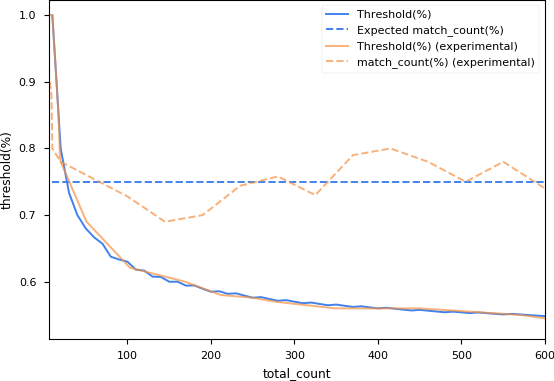 Threshold(%)
Expected match_count(%)
Threshold(%) (experimental)
match_count(%) (experimental)
1.0
0.9
0.8
0.7
0.6
threshold(%)
100 200 300 400 500 600
total_count